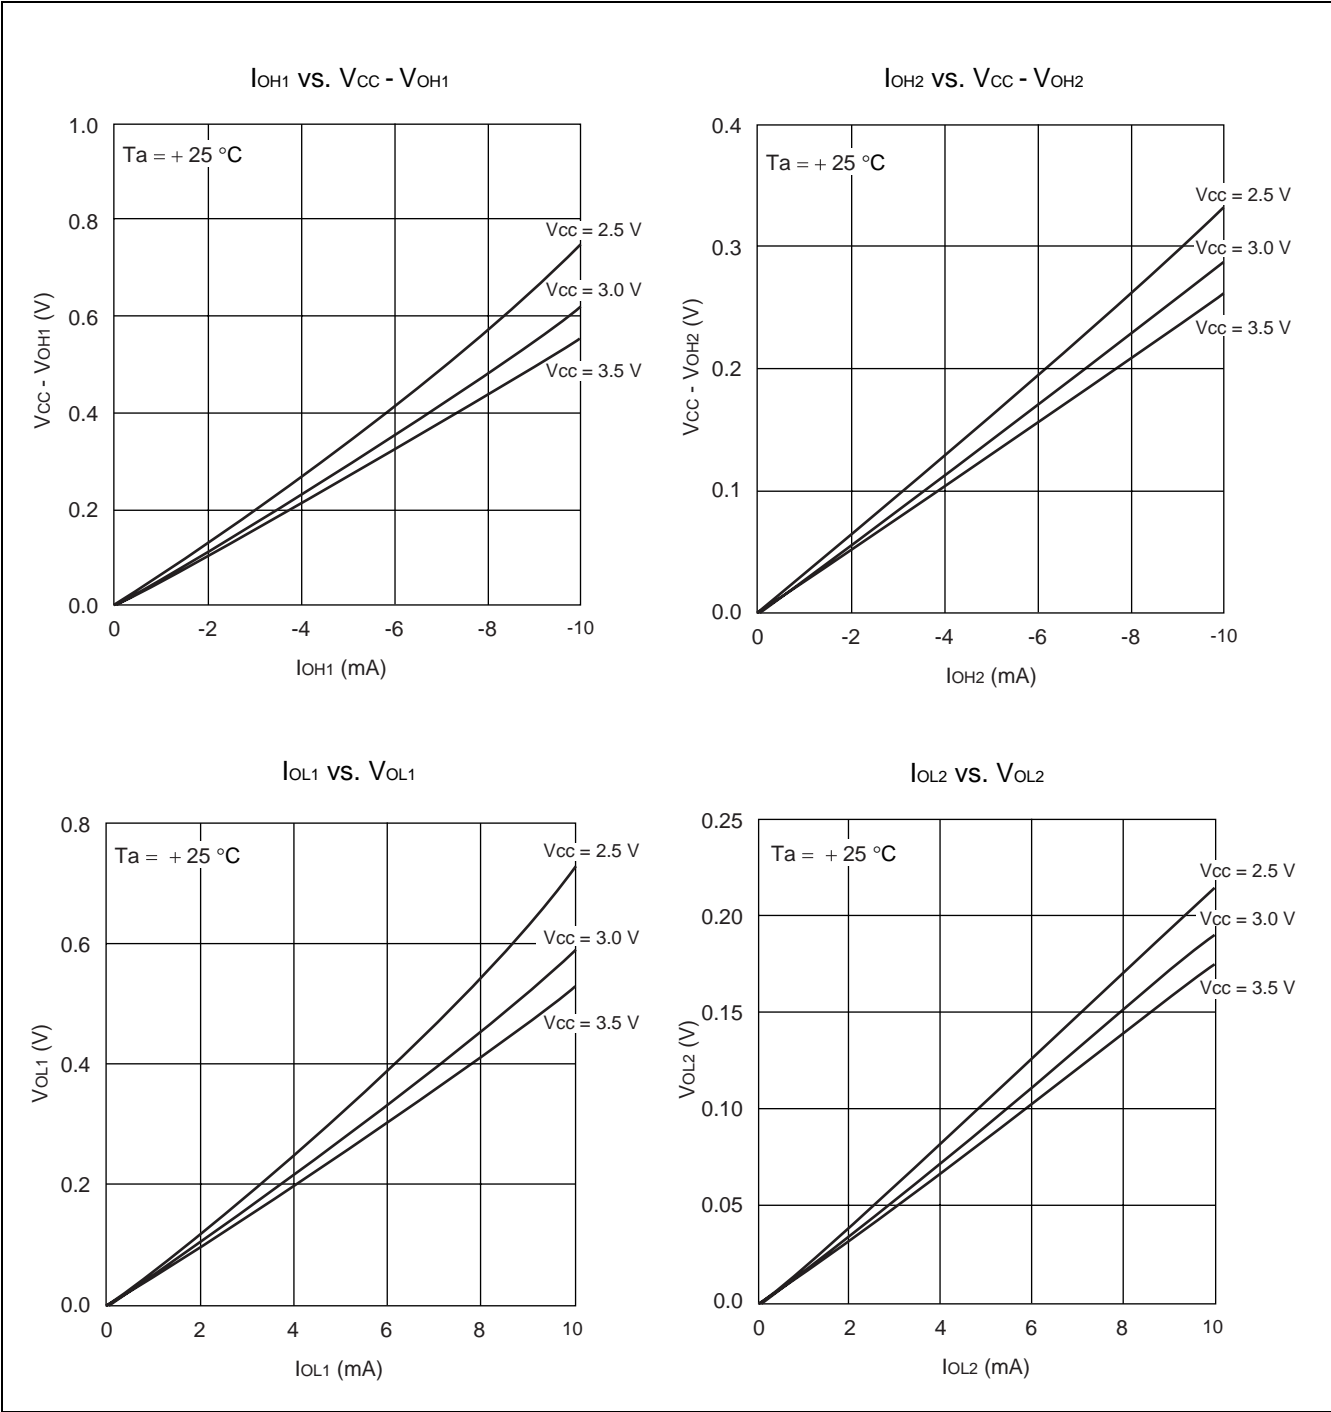 IOH1 vs. VCC - VOH1
Ta = + 25 °C
1.0
0.8
0.6
0.4
0.2
0.0
VCC - VOH1 (V)
Vcc = 2.5 V
Vcc = 3.0 V
Vcc = 3.5 V
0 -2 -4 -6 -8 -10
IOH1 (mA)
IOH2 vs. VCC - VOH2
Ta = + 25 °C
0.4
0.3
0.2
0.1
0.0
VCC - VOH2 (V)
Vcc = 2.5 V
Vcc = 3.0 V
Vcc = 3.5 V
0 -2 -4 -6 -8 -10
IOH2 (mA)
IOL1 vs. VOL1
Ta = + 25 °C
0.8
0.6
0.4
0.2
0.0
VOL1 (V)
Vcc = 2.5 V
Vcc = 3.0 V
Vcc = 3.5 V
0 2 4 6 8 10
IOL1 (mA)
IOL2 vs. VOL2
Ta = + 25 °C
0.25
0.20
0.15
0.10
0.05
0.0
VOL2 (V)
Vcc = 2.5 V
Vcc = 3.0 V
Vcc = 3.5 V
0 2 4 6 8 10
IOL2 (mA)